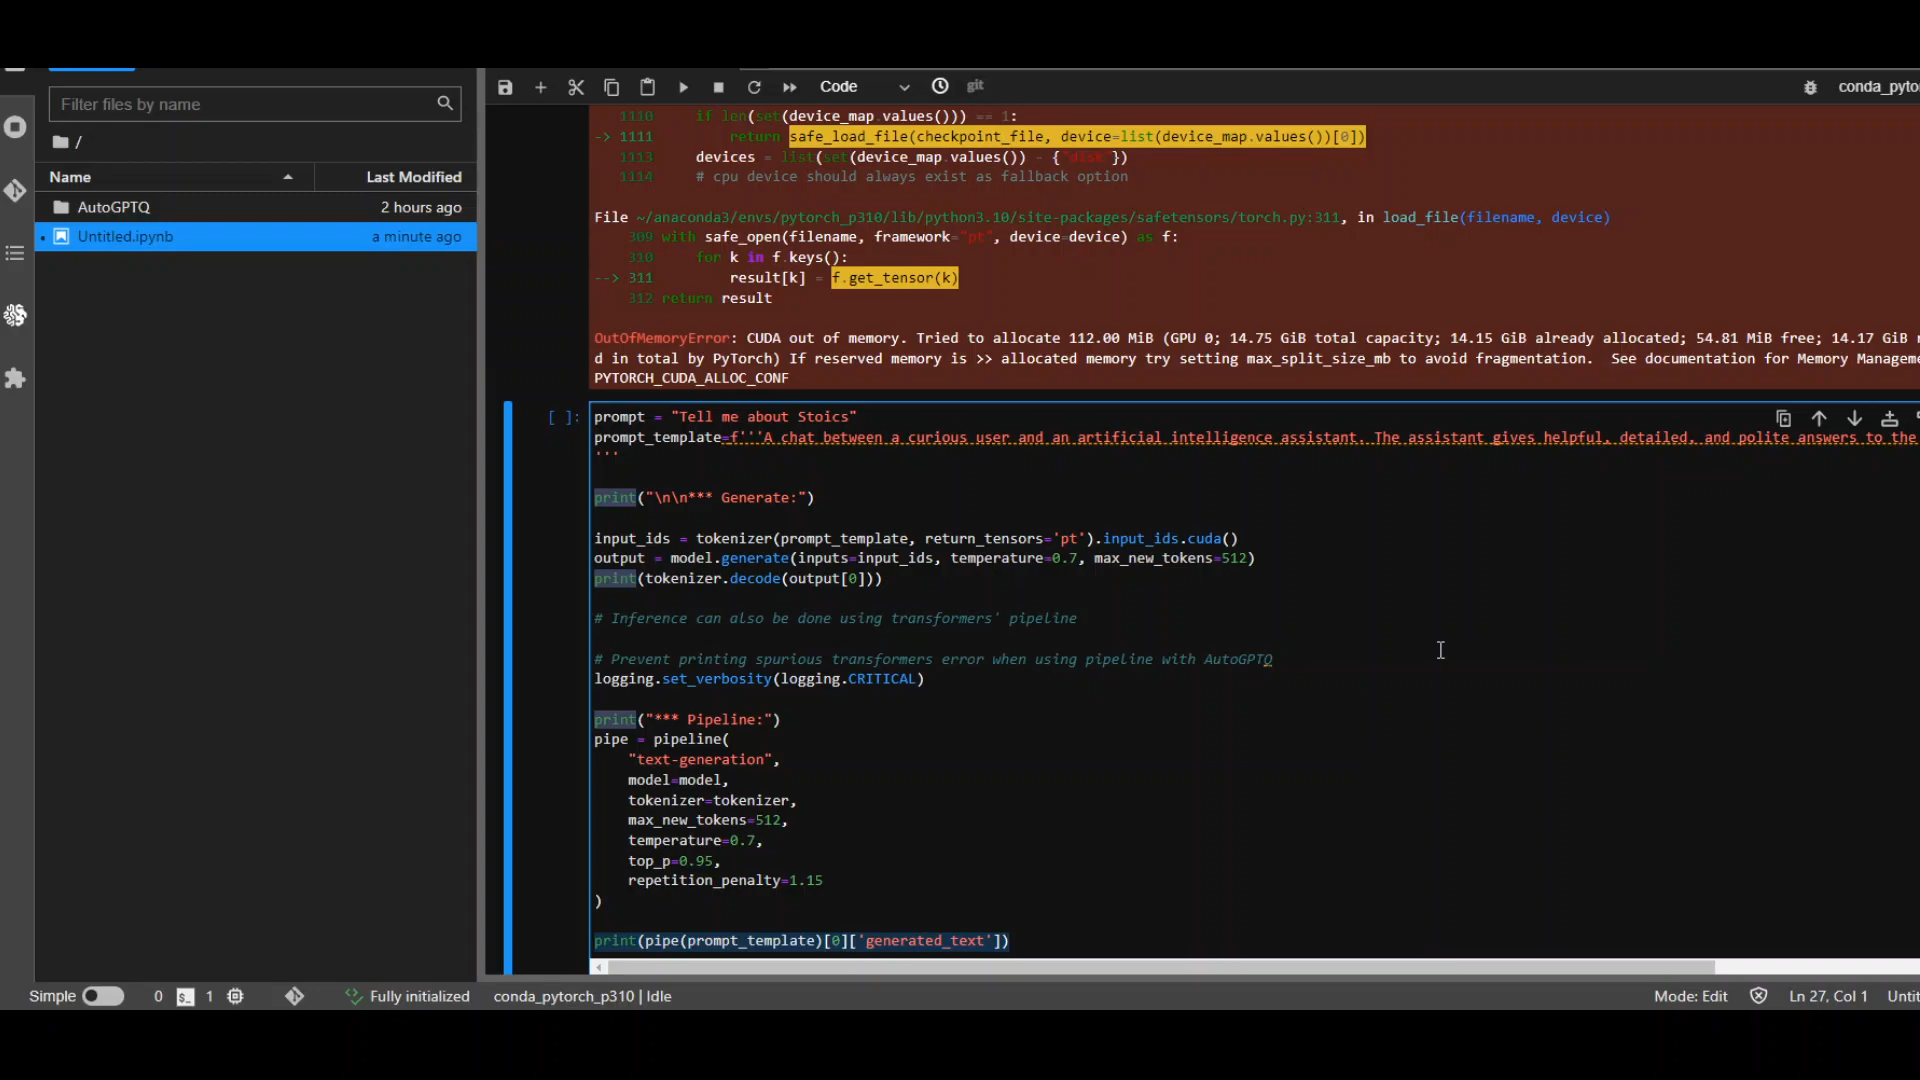 Code
git
conda_pyto
Filter files by name
/
Name
Last Modified
AutoGPTQ
2 hours ago
Untitled.ipynb
a minute ago
1110 if len(set(device_map.values())) == 1:
-> 1111 return safe_load_file(checkpoint_file, device=list(device_map.values())[0])
1113 devices = list(set(device_map.values()) - {"disk"})
1114 # cpu device should always exist as fallback option
File ~/anaconda3/envs/pytorch_p310/lib/python3.10/site-packages/safetensors/torch.py:311, in load_file(filename, device)
309 with safe_open(filename, framework="pt", device=device) as f:
310 for k in f.keys():
--> 311 result[k] = f.get_tensor(k)
312 return result
OutOfMemoryError: CUDA out of memory. Tried to allocate 112.00 MiB (GPU 0; 14.75 GiB total capacity; 14.15 GiB already allocated; 54.81 MiB free; 14.17 GiB
d in total by PyTorch) If reserved memory is >> allocated memory try setting max_split_size_mb to avoid fragmentation. See documentation for Memory Manageme
PYTORCH_CUDA_ALLOC_CONF
[ ]:
prompt = "Tell me about Stoics"
prompt_template=f'''A chat between a curious user and an artificial intelligence assistant. The assistant gives helpful, detailed, and polite answers to the
'''
print("\n\n*** Generate:")
input_ids = tokenizer(prompt_template, return_tensors='pt').input_ids.cuda()
output = model.generate(inputs=input_ids, temperature=0.7, max_new_tokens=512)
print(tokenizer.decode(output[0]))
# Inference can also be done using transformers' pipeline
# Prevent printing spurious transformers error when using pipeline with AutoGPTQ
logging.set_verbosity(logging.CRITICAL)
print("*** Pipeline:")
pipe = pipeline(
"text-generation",
model=model,
tokenizer=tokenizer,
max_new_tokens=512,
temperature=0.7,
top_p=0.95,
repetition_penalty=1.15
)
print(pipe(prompt_template)[0]['generated_text'])
Simple
0
1
Fully initialized
conda_pytorch_p310 | Idle
Mode: Edit
Ln 27, Col 1
Untit